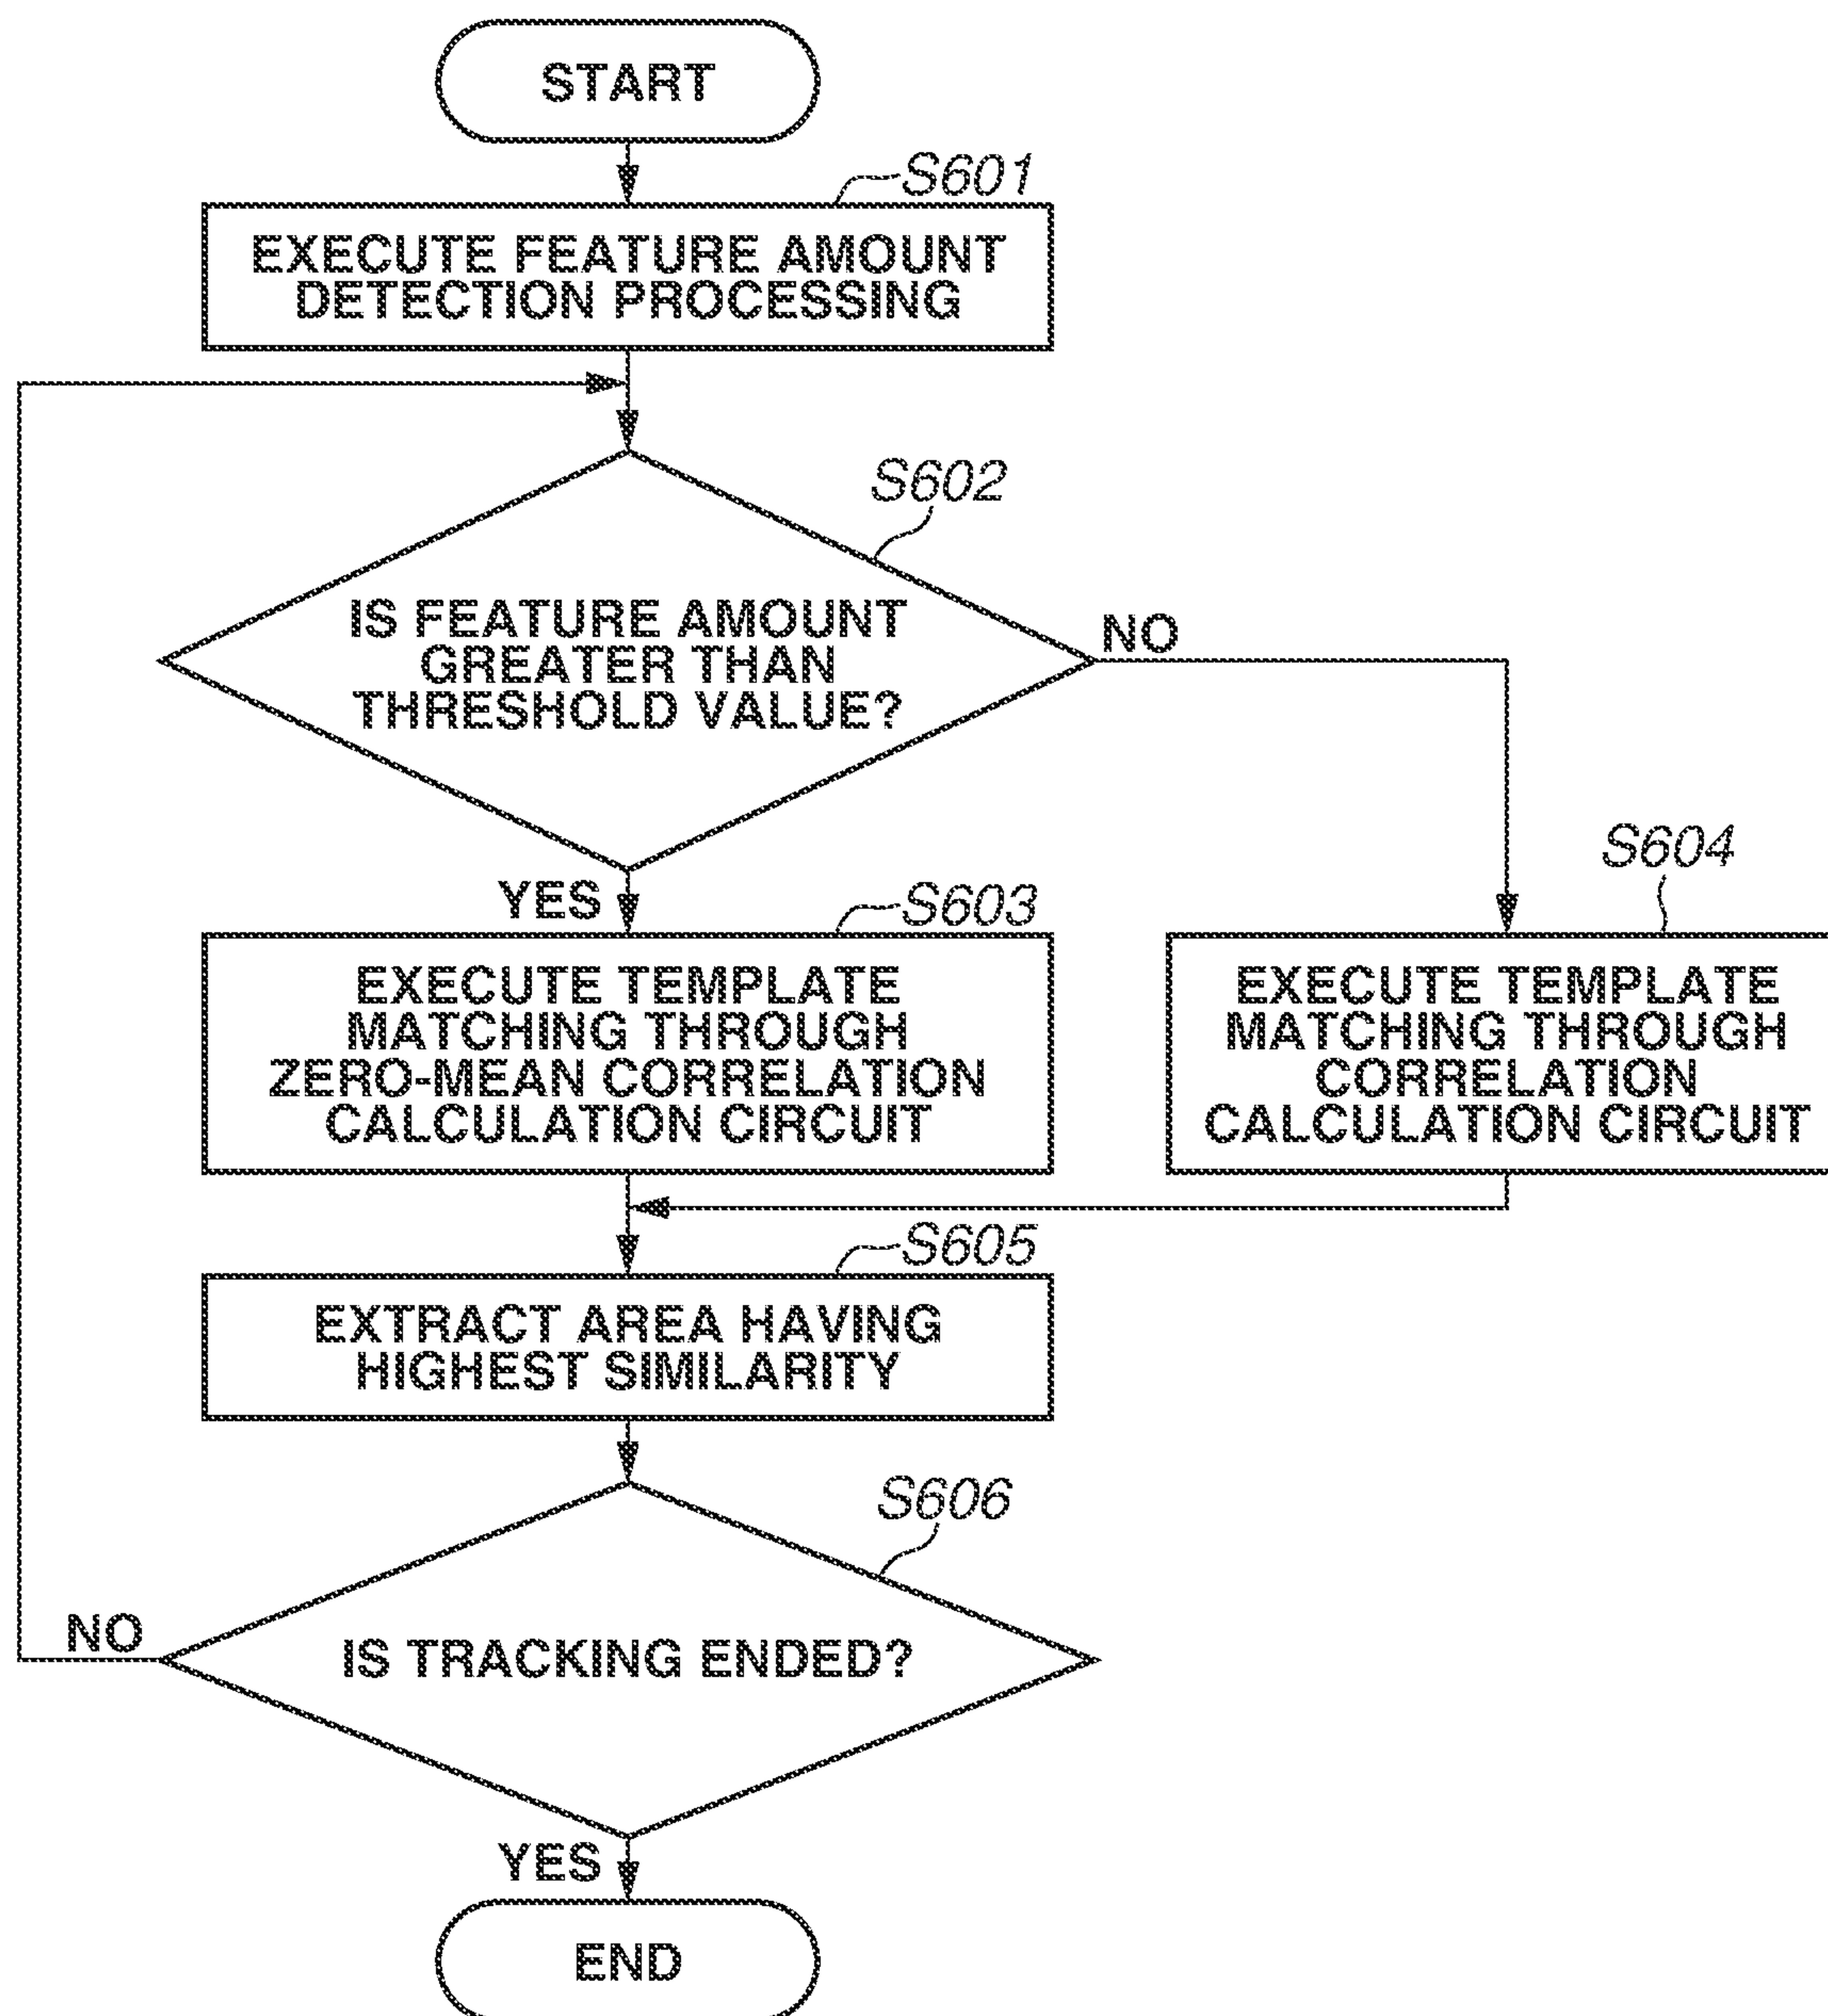 START
S601
EXECUTE FEATURE AMOUNT
DETECTION PROCESSING
S602
IS FEATURE AMOUNT
GREATER THAN
THRESHOLD VALUE?
NO
YES
S603
EXECUTE TEMPLATE
MATCHING THROUGH
ZERO-MEAN CORRELATION
CALCULATION CIRCUIT
S604
EXECUTE TEMPLATE
MATCHING THROUGH
CORRELATION
CALCULATION CIRCUIT
S605
EXTRACT AREA HAVING
HIGHEST SIMILARITY
S606
IS TRACKING ENDED?
NO
YES
END